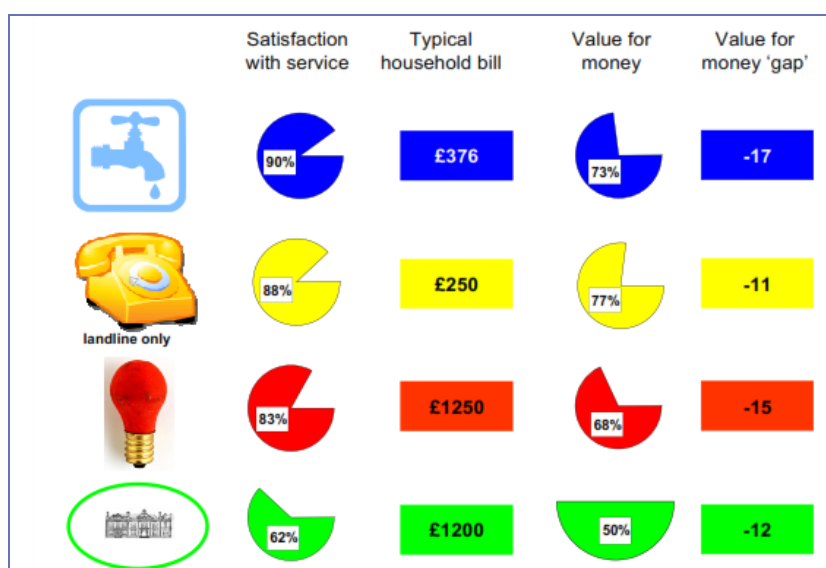 Satisfaction
with service
Typical
household bill
Value for
money
Value for
money ‘gap’
90%
£376
73%
-17
88%
£250
77%
-11
landline only
83%
£1250
68%
-15
62%
£1200
50%
-12